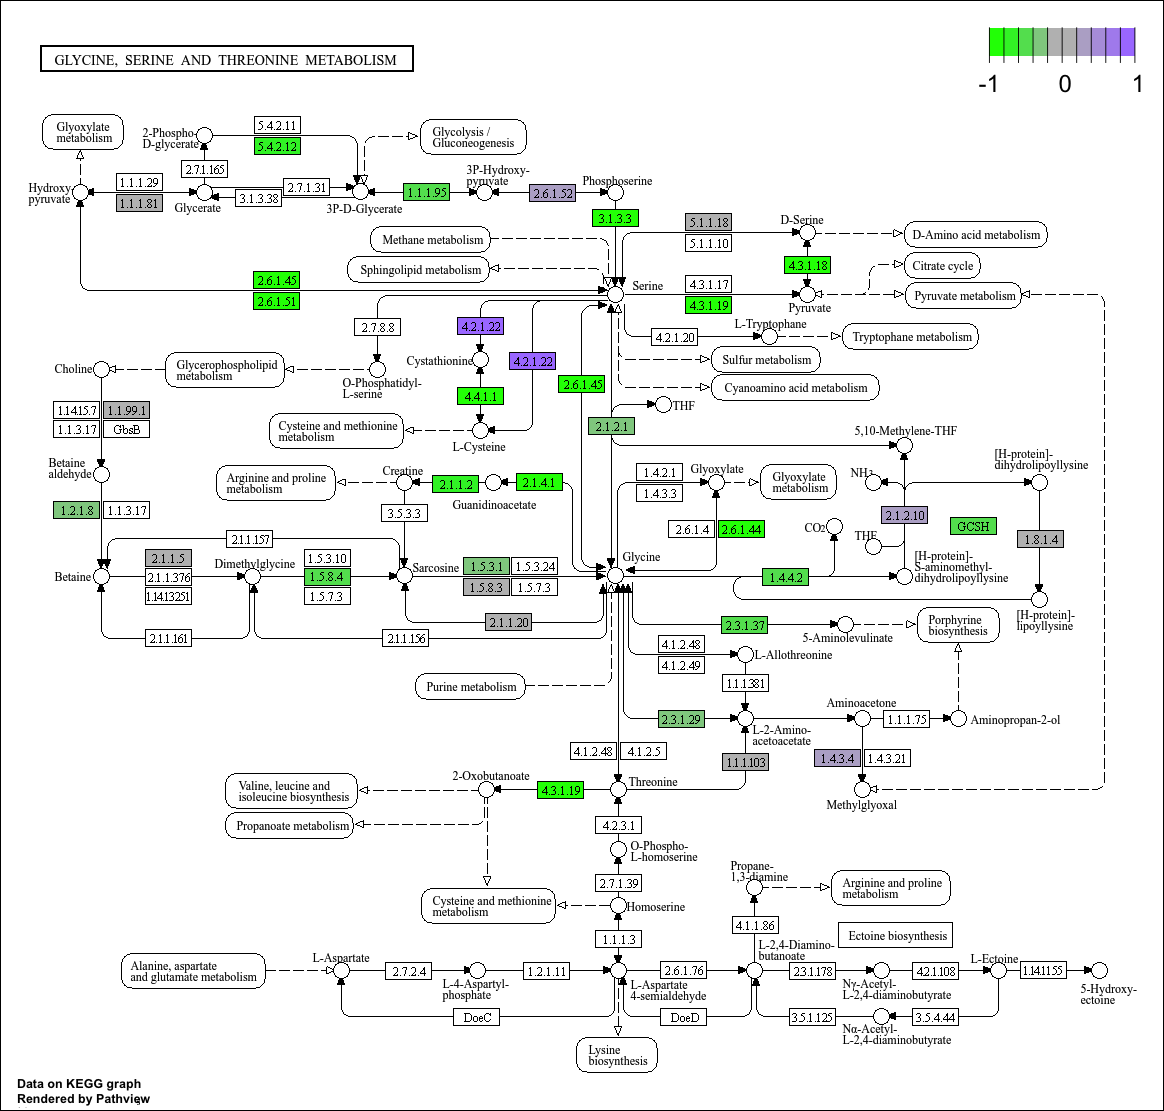 GLYCINE, SERINE AND THREONINE METABOLISM
-1 0 1
Glyoxylate
metabolism
2-Phospho-
D-glycerate
5.4.2.11
5.4.2.12
Glycolysis /
Gluconeogenesis
2.7.1.165
Hydroxy
pyruvate
1.1.1.29
1.1.1.81
Glycerate
2.7.1.31
3.1.3.38
3P-D-Glycerate
1.1.1.95
3P-Hydroxy-
pyruvate
2.6.1.52
Phosphoserine
3.1.3.3
5.1.1.18
5.1.1.10
D-Serine
D-Amino acid metabolism
Methane metabolism
Sphingolipid metabolism
4.3.1.18
Citrate cycle
2.6.1.45
2.6.1.51
Serine
4.3.1.17
4.3.1.19
Pyruvate
Pyruvate metabolism
2.7.8.8
4.2.1.22
4.2.1.20
L-Tryptophane
Tryptophane metabolism
Cystathionine
4.2.1.22
Sulfur metabolism
Choline
Glycerophospholipid
metabolism
O-Phosphatidyl-
L-serine
2.6.1.45
Cyanoamino acid metabolism
4.4.1.1
1.14.15.7
1.1.99.1
1.1.3.17
GbsB
THF
Cysteine and methionine
metabolism
L-Cysteine
2.1.2.1
5,10-Methylene-THF
Betaine
aldehyde
Arginine and proline
metabolism
Creatine
2.1.1.2
Guanidinoacetate
2.1.4.1
1.4.2.1
1.4.3.3
Glyoxylate
Glyoxylate
metabolism
NH3
[H-protein]-
dihydrolipoyllysine
1.2.1.8
1.1.3.17
3.5.3.3
2.6.1.4
2.6.1.44
CO2
2.1.2.10
GCSH
THF
1.8.1.4
2.1.1.157
2.1.1.5
2.1.1.376
1.14.13.251
Dimethylglycine
1.5.3.10
1.5.8.4
1.5.7.3
Betaine
Sarcosine
1.5.3.1
1.5.3.24
1.5.8.3
1.5.7.3
Glycine
1.4.4.2
[H-protein]-
S-aminomethyl-
dihydrolipoyllysine
2.1.1.20
2.1.1.161
2.1.1.156
2.3.1.37
5-Aminolevulinate
Porphyrine
biosynthesis
[H-protein]-
lipoyllysine
4.1.2.48
4.1.2.49
L-Allothreonine
1.1.1.381
Purine metabolism
2.3.1.29
L-2-Amino-
acetoacetate
Aminoacetone
1.1.1.75
Aminopropan-2-ol
4.1.2.48
4.1.2.5
1.1.1.103
1.4.3.4
1.4.3.21
Valine, leucine and
isoleucine biosynthesis
2-Oxobutanoate
4.3.1.19
Threonine
Methylglyoxal
Propanoate metabolism
4.2.3.1
O-Phospho-
L-homoserine
2.7.1.39
Propane-
1,3-diamine
Arginine and proline
metabolism
Cysteine and methionine
metabolism
Homoserine
4.1.1.86
Ectoine biosynthesis
1.1.1.3
Alanine, aspartate
and glutamate metabolism
L-Aspartate
2.7.2.4
L-4-Aspartyl-
phosphate
1.2.1.11
L-Aspartate
4-semialdehyde
2.6.1.76
L-2,4-Diamino-
butanoate
2.3.1.178
Nγ-Acetyl-
L-2,4-diaminobutyrate
4.2.1.108
L-Ectoine
1.14.11.55
5-Hydroxy-
ectoine
DoeC
DoeD
3.5.1.125
Nα-Acetyl-
L-2,4-diaminobutyrate
3.5.4.44
Lysine
biosynthesis
Data on KEGG graph
Rendered by Pathview